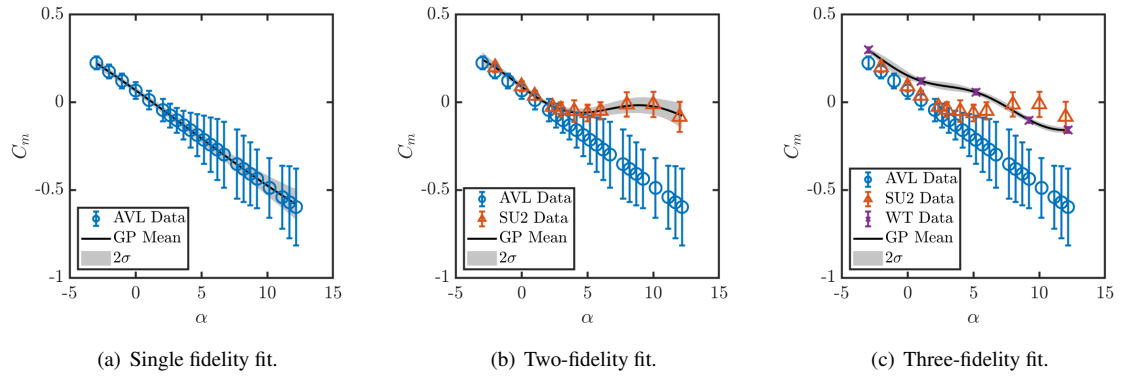 0.5
0
-0.5
-1
-5
0
5
10
15
C_m
α
AVL Data
GP Mean
2σ
(a) Single fidelity fit.
0.5
0
-0.5
-1
-5
0
5
10
15
C_m
α
AVL Data
SU2 Data
GP Mean
2σ
(b) Two-fidelity fit.
0.5
0
-0.5
-1
-5
0
5
10
15
C_m
α
AVL Data
SU2 Data
WT Data
GP Mean
2σ
(c) Three-fidelity fit.